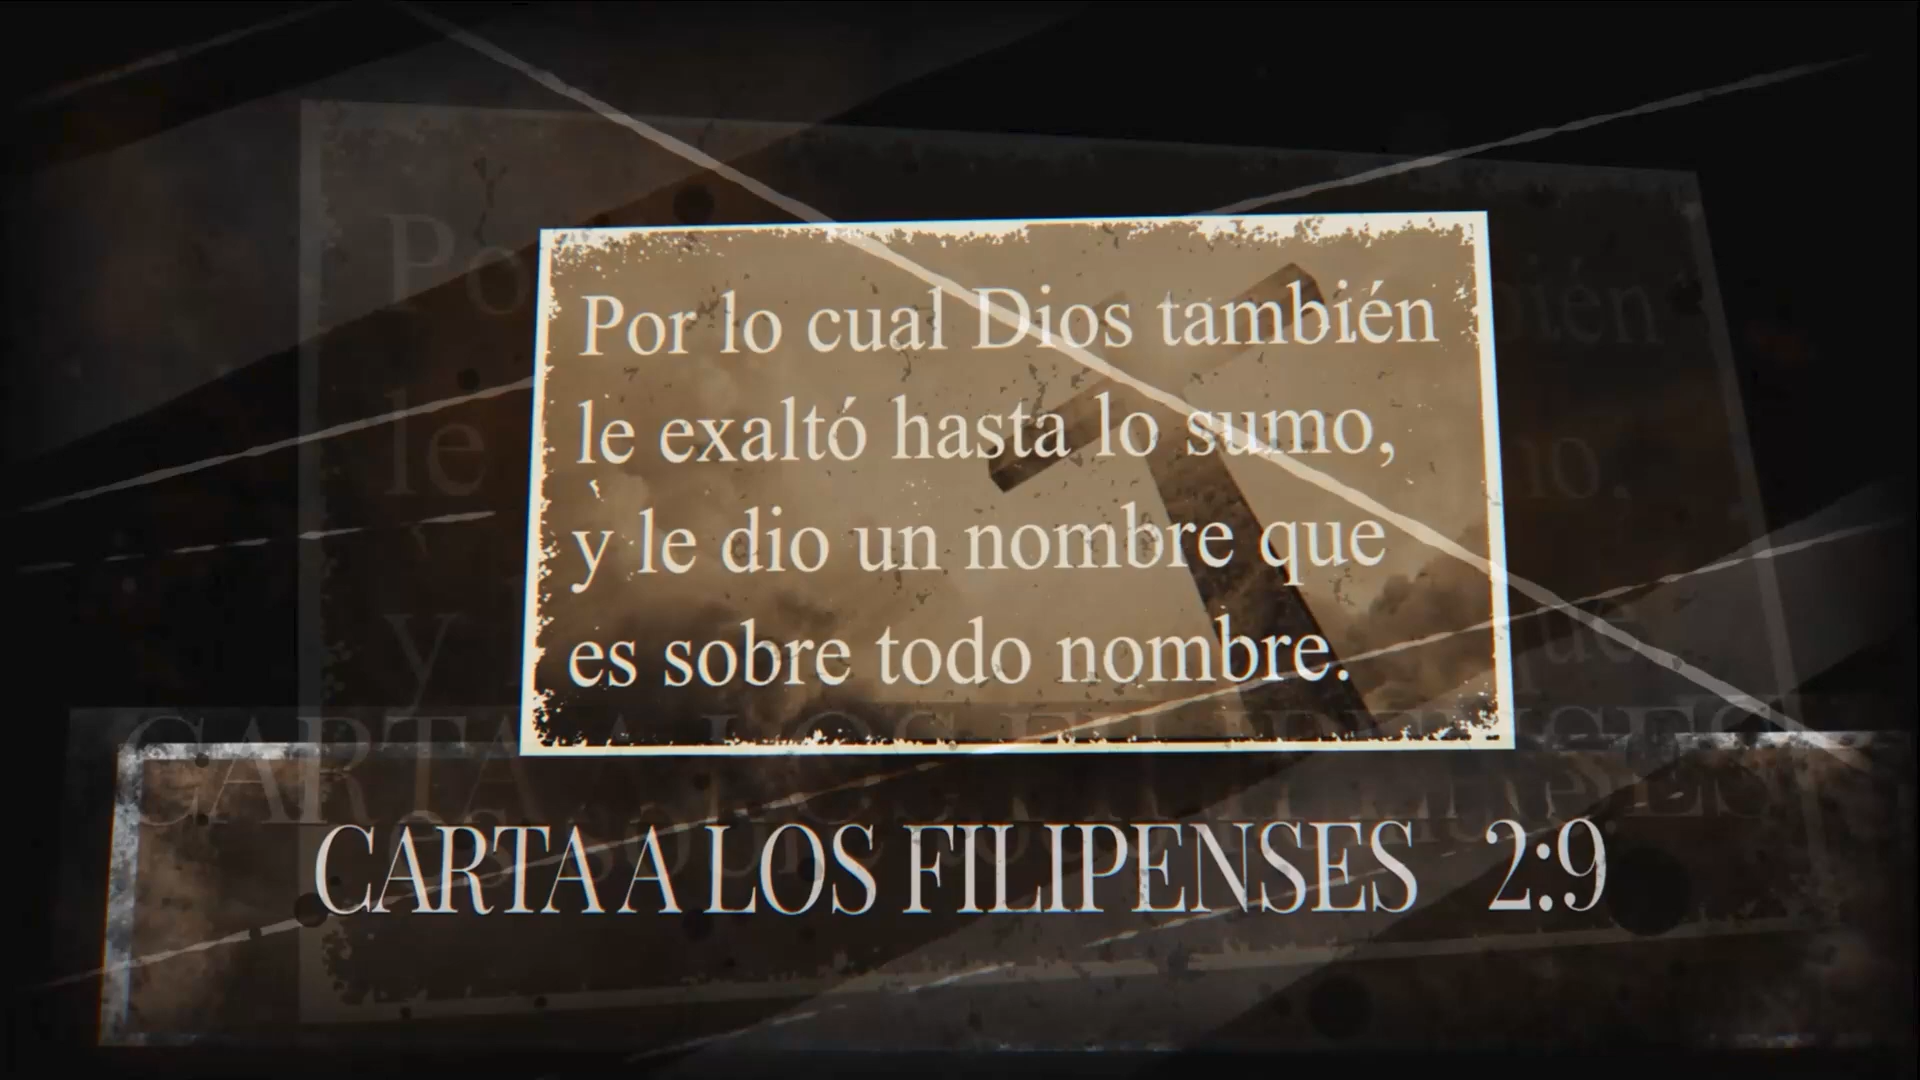 Por lo cual Dios también
le exaltó hasta lo sumo,
y le dio un nombre que
es sobre todo nombre.
CARTA A LOS FILIPENSES 2:9